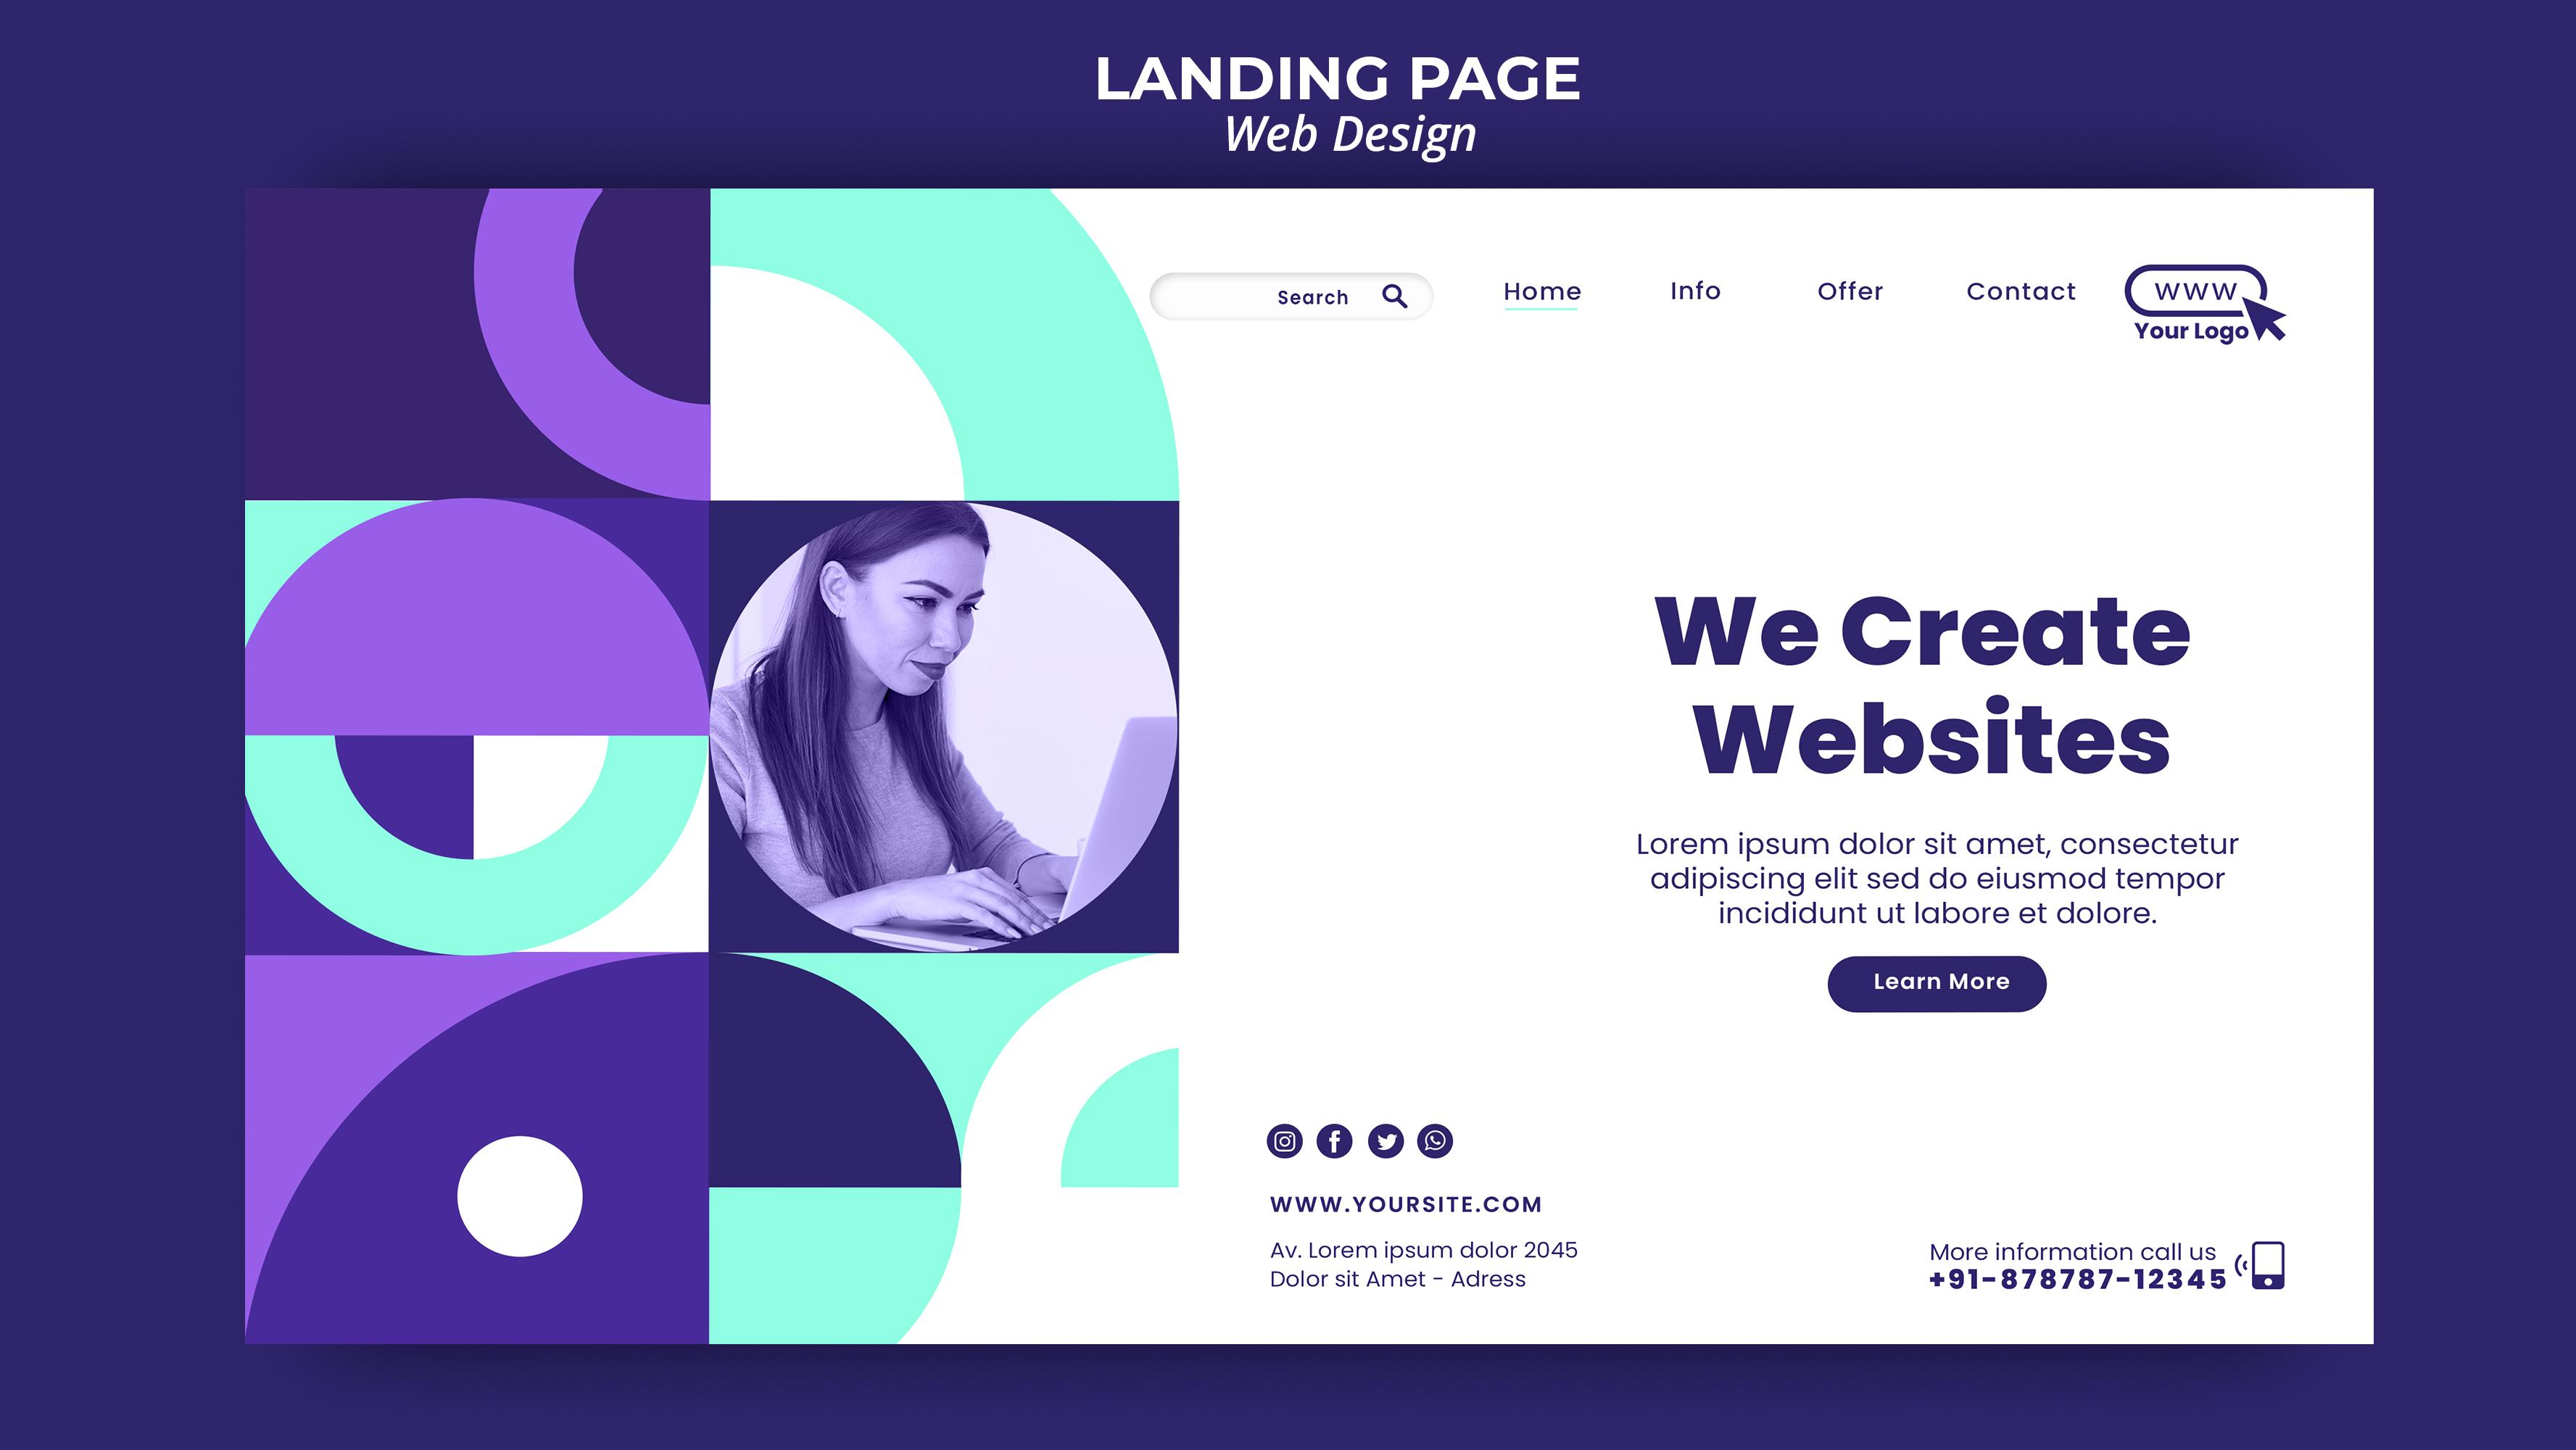 LANDING PAGE
Web Design
Search
Home
Info
Offer
Contact
WWW
Your Logo
We Create
Websites
Lorem ipsum dolor sit amet, consectetur
adipiscing elit sed do eiusmod tempor
incididunt ut labore et dolore.
Learn More
WWW.YOURSITE.COM
Av. Lorem ipsum dolor 2045
Dolor sit Amet - Adress
More information call us
+91-878787-12345